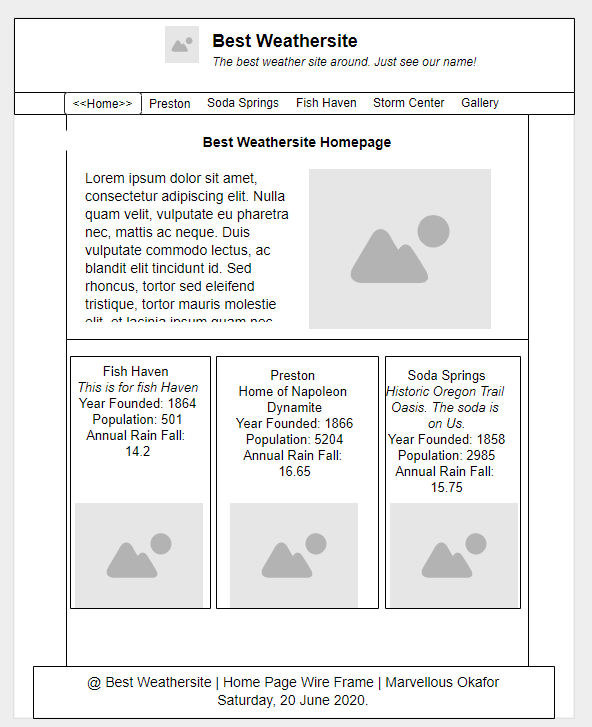 Best Weathersite
The best weather site around. Just see our name!
<<Home>> Preston Soda Springs Fish Haven Storm Center Gallery
Best Weathersite Homepage
Lorem ipsum dolor sit amet,
consectetur adipiscing elit. Nulla
quam velit, vulputate eu pharetra
nec, mattis ac neque. Duis
vulputate commodo lectus, ac
blandit elit tincidunt id. Sed
rhoncus, tortor sed eleifend
tristique, tortor mauris molestie
elit, et lacinia ipsum quam nec
Fish Haven
This is for fish Haven
Year Founded: 1864
Population: 501
Annual Rain Fall:
14.2
Preston
Home of Napoleon
Dynamite
Year Founded: 1866
Population: 5204
Annual Rain Fall:
16.65
Soda Springs
Historic Oregon Trail
Oasis. The soda is
on Us.
Year Founded: 1858
Population: 2985
Annual Rain Fall:
15.75
@ Best Weathersite | Home Page Wire Frame | Marvellous Okafor
Saturday, 20 June 2020.